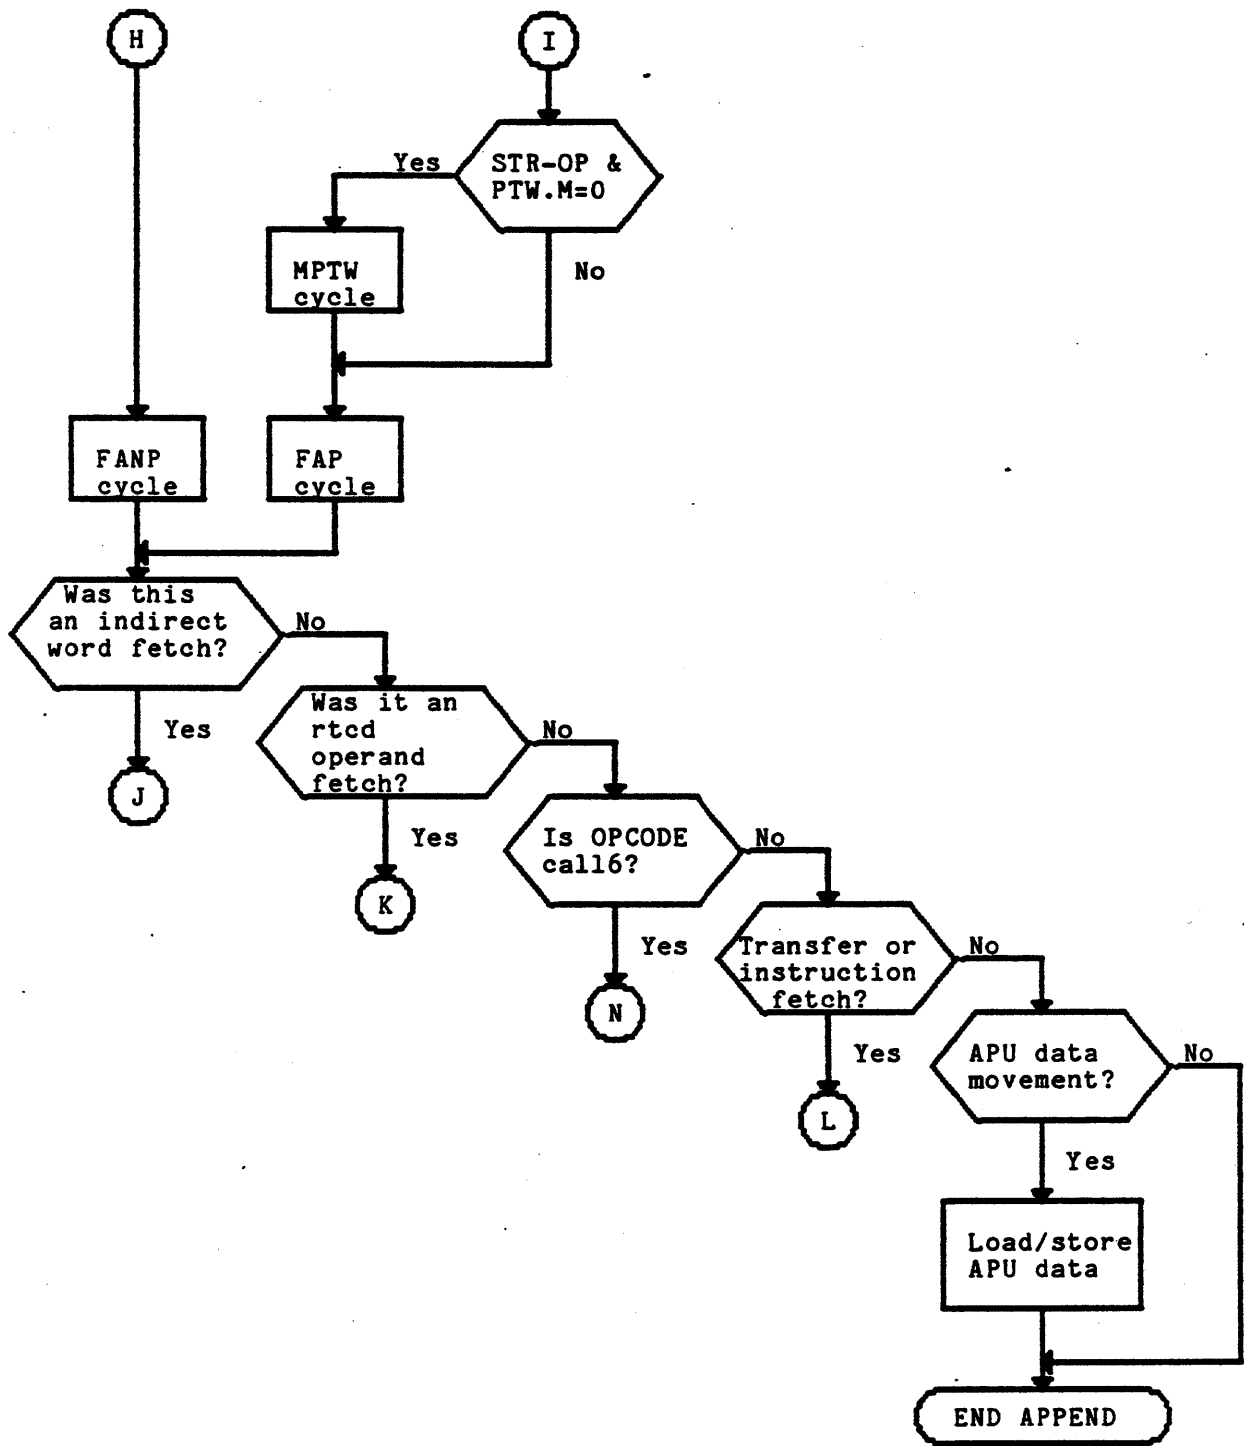 H
I
STR-OP &
PTW.M=0
Yes
No
MPTW
cycle
FANP
cycle
FAP
cycle
Was this
an indirect
word fetch?
No
Yes
J
Was it an
rtcd
operand
fetch?
No
Yes
K
Is OPCODE
call6?
No
Yes
N
Transfer or
instruction
fetch?
No
Yes
L
APU data
movement?
No
Yes
Load/store
APU data
END APPEND